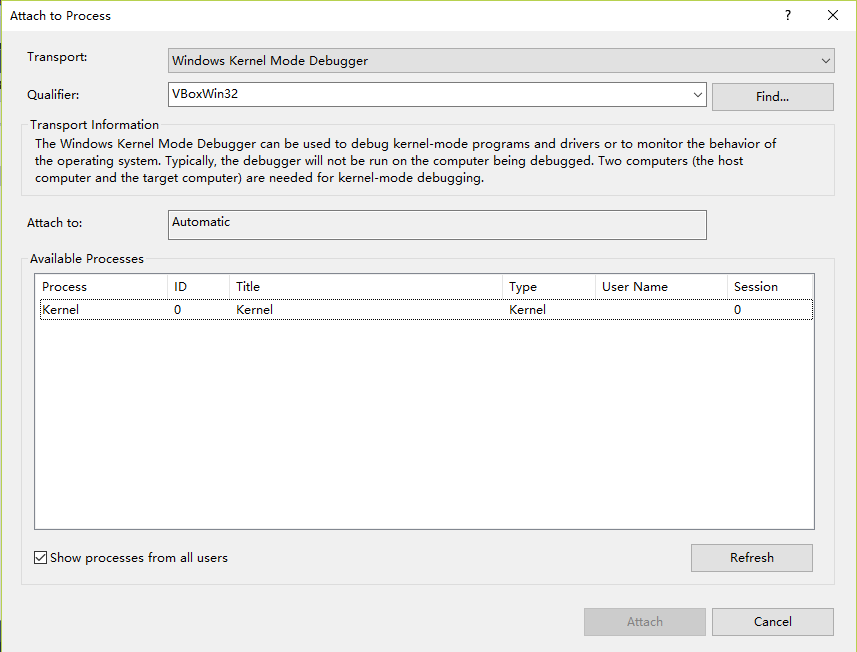 Attach to Process
Transport:
Windows Kernel Mode Debugger
Qualifier:
VBoxWin32
Find...
Transport Information
The Windows Kernel Mode Debugger can be used to debug kernel-mode programs and drivers or to monitor the behavior of
the operating system. Typically, the debugger will not be run on the computer being debugged. Two computers (the host
computer and the target computer) are needed for kernel-mode debugging.
Attach to:
Automatic
Available Processes
Process ID Title Type User Name Session
Kernel 0 Kernel Kernel 0
Show processes from all users
Refresh
Attach Cancel